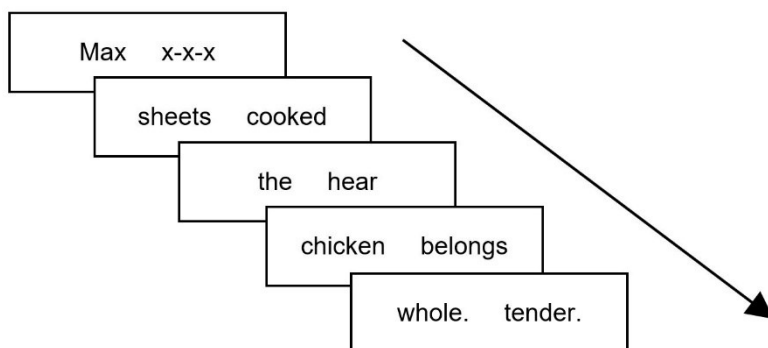 Max x-x-x
sheets cooked
the hear
chicken belongs
whole. tender.